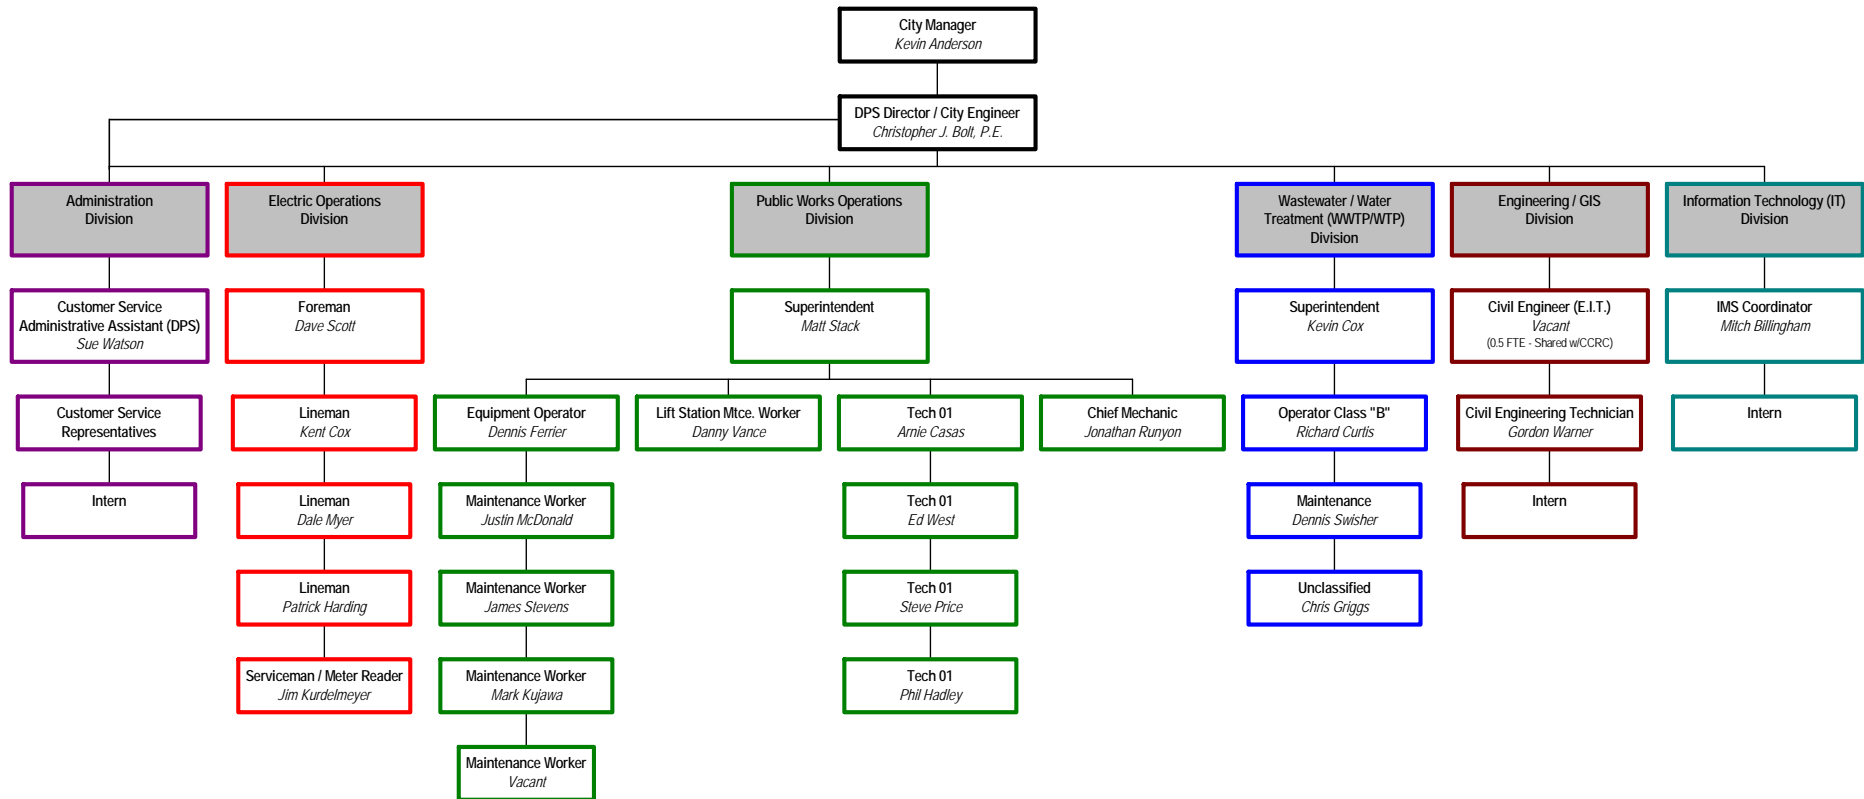 City Manager
Kevin Anderson
DPS Director / City Engineer
Christopher J. Bolt, P.E.
Administration
Division
Electric Operations
Division
Public Works Operations
Division
Wastewater / Water
Treatment (WWTP/WTP)
Division
Engineering / GIS
Division
Information Technology (IT)
Division
Customer Service
Administrative Assistant (DPS)
Sue Watson
Foreman
Dave Scott
Superintendent
Matt Stack
Superintendent
Kevin Cox
Civil Engineer (E.I.T.)
Vacant
(0.5 FTE - Shared w/CCRC)
IMS Coordinator
Mitch Billingham
Customer Service
Representatives
Lineman
Kent Cox
Equipment Operator
Dennis Ferrier
Lift Station Mtce. Worker
Danny Vance
Tech 01
Arnie Casas
Chief Mechanic
Jonathan Runyon
Operator Class "B"
Richard Curtis
Civil Engineering Technician
Gordon Warner
Intern
Intern
Lineman
Dale Myer
Maintenance Worker
Justin McDonald
Tech 01
Ed West
Maintenance
Dennis Swisher
Intern
Lineman
Patrick Harding
Maintenance Worker
James Stevens
Tech 01
Steve Price
Unclassified
Chris Griggs
Serviceman / Meter Reader
Jim Kurdelmeyer
Maintenance Worker
Mark Kujawa
Tech 01
Phil Hadley
Maintenance Worker
Vacant